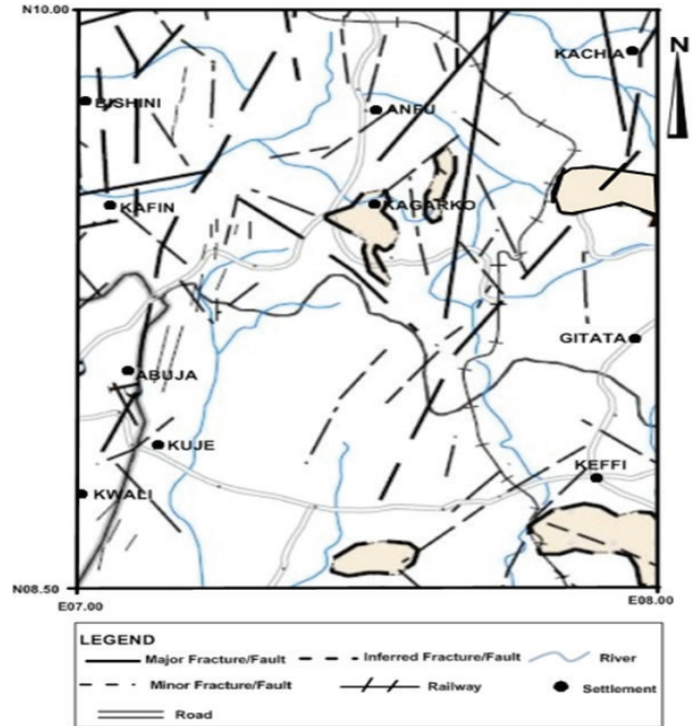 N10.00
KACHIA
N
BISHINI
ANFU
KAFIN
KAGARKO
GITATA
ABUJA
KUJE
KEFFI
KWALI
N08.50
E07.00
E08.00
LEGEND
Major Fracture/Fault
Inferred Fracture/Fault
River
Minor Fracture/Fault
Railway
Settlement
Road